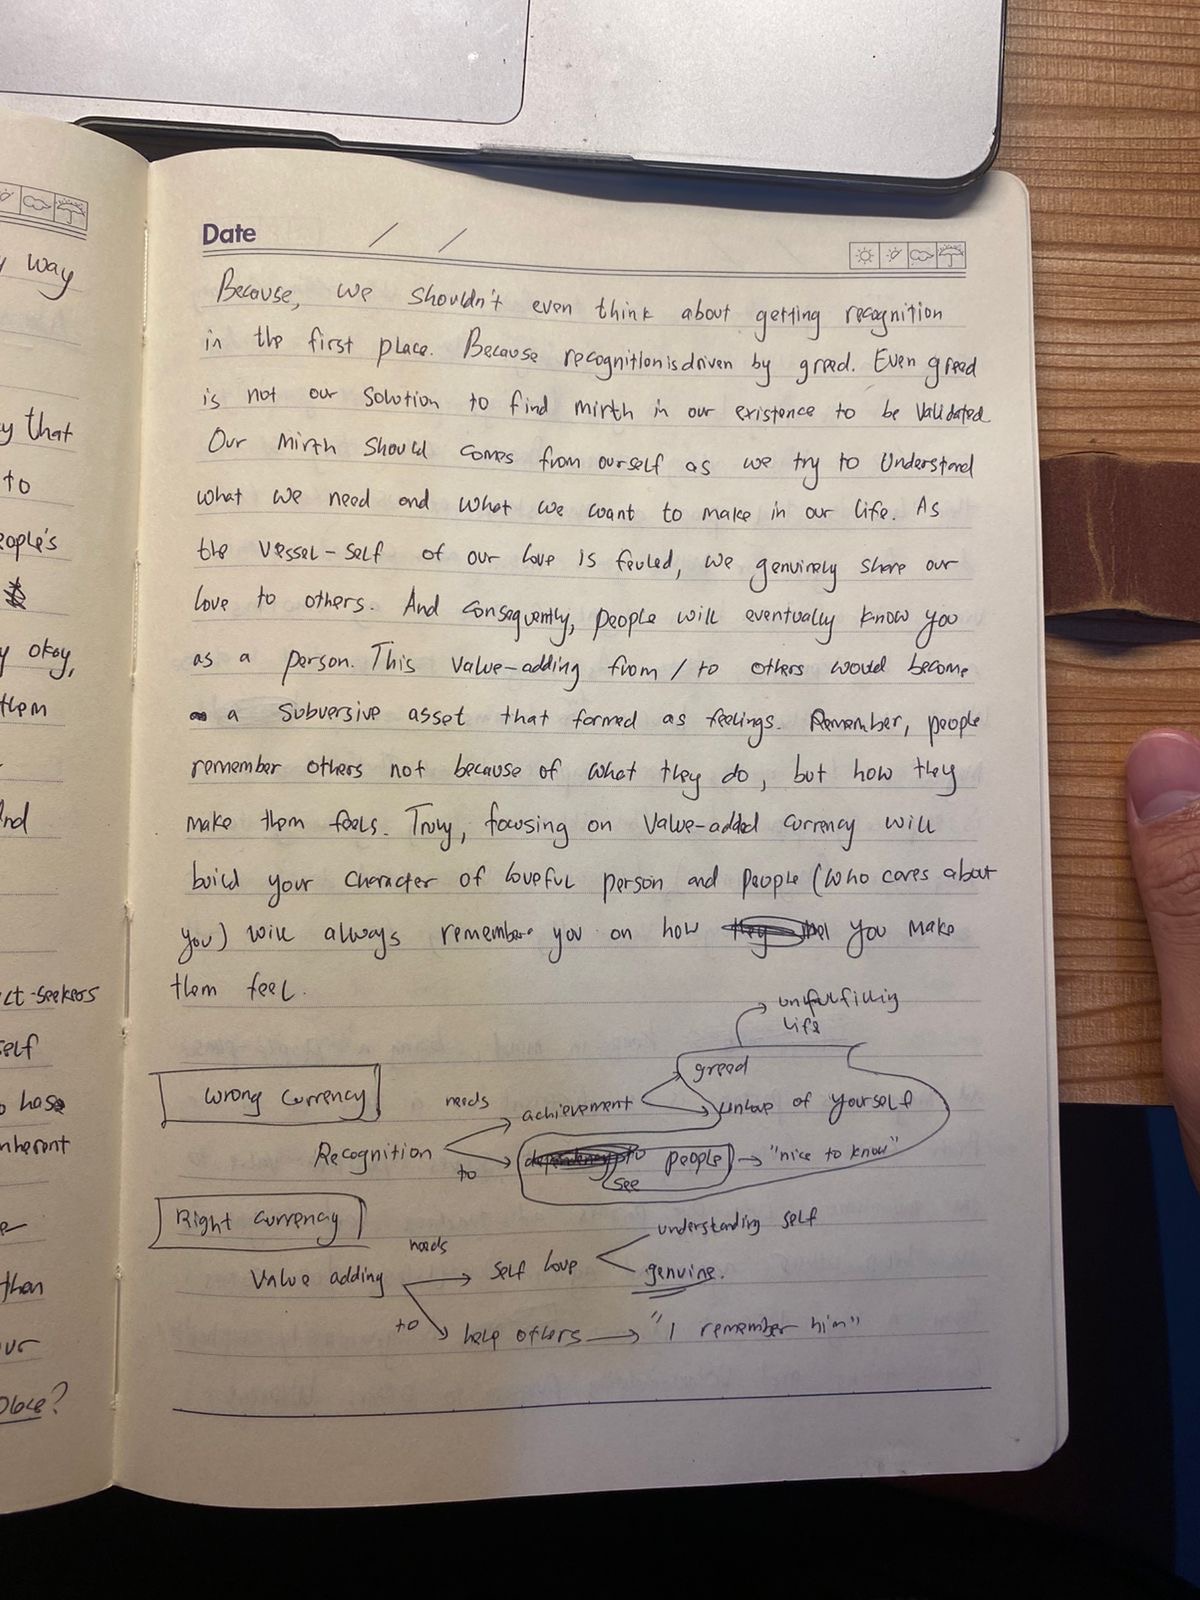 y way
y that
to
eople's
y okay,
them
nd
ct-seekers
self
o has
nherent
than
ur
place?
Date / /
Because, we shouldn't even think about getting recognition
in the first place. Because recognition is driven by greed. Even greed
is not our solution to find mirth in our existence to be validated
Our mirth should comes from ourself as we try to understand
what we need and what we want to make in our life. As
the vessel-self of our love is feuled, we genuinely share our
love to others. And consequently, people will eventually know you
as a person. This value-adding from / to others would become
a subversive asset that formed as feelings. Remember, people
remember others not because of what they do, but how they
make them feels. Truly, focusing on value-added currency will
build your character of loveful person and people (who cares about
you) will always remember you on how you make
them feel.
unfulfilling
life
Wrong currency
needs
achievement
greed
unlove of yourself
Recognition
to
people
see
"nice to know"
Right currency
needs
Value adding
self love
understanding self
genuine.
to
help others
"I remember him"